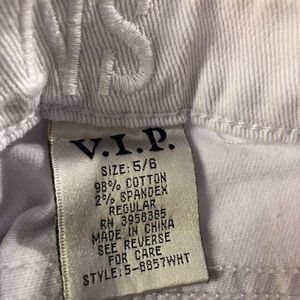 V.I.P.
SIZE: 5/6
98% COTTON
2% SPANDEX
REGULAR
RN 3958385
MADE IN CHINA
SEE REVERSE
FOR CARE
STYLE: 5-8857WHT